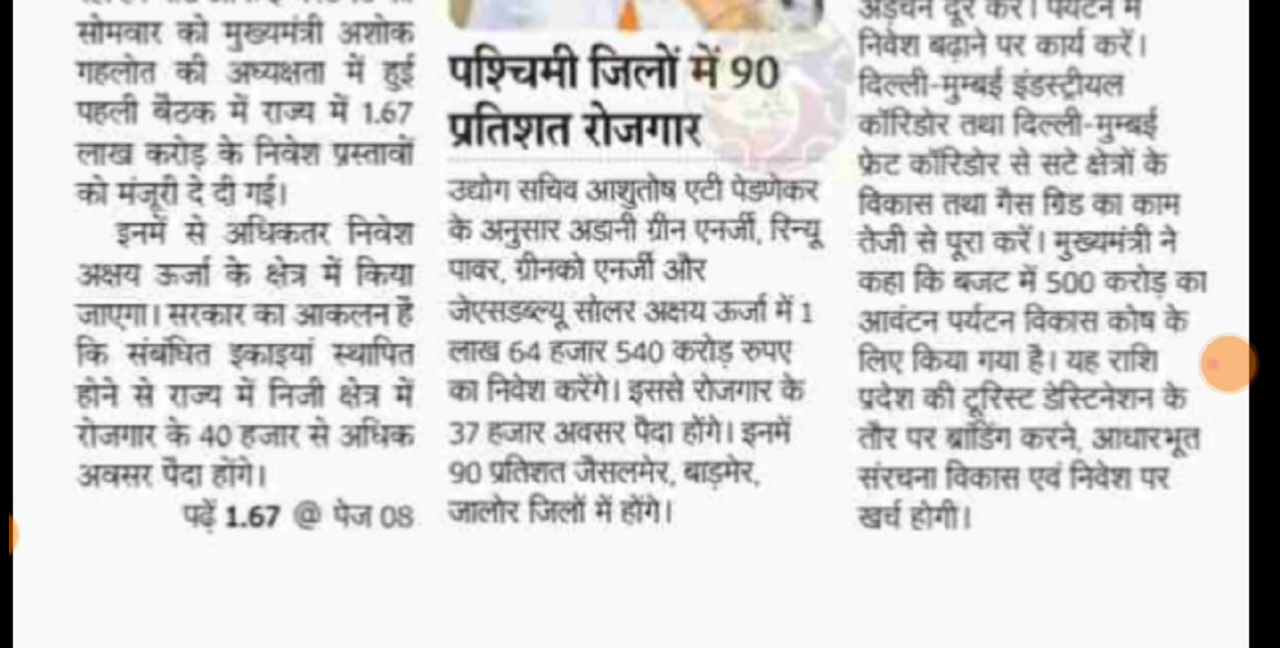 सोमवार को मुख्यमंत्री अशोक
गहलोत की अध्यक्षता में हुई
पहली बैठक में राज्य में 1.67
लाख करोड़ के निवेश प्रस्तावों
को मंजूरी दे दी गई।
इनमें से अधिकतर निवेश
अक्षय ऊर्जा के क्षेत्र में किया
जाएगा। सरकार का आकलन है
कि संबंधित इकाइयां स्थापित
होने से राज्य में निजी क्षेत्र में
रोजगार के 40 हजार से अधिक
अवसर पैदा होंगे।
पढ़ें 1.67 @ पेज 08
पश्चिमी जिलों में 90
प्रतिशत रोजगार
उद्योग सचिव आशुतोष एटी पेडणेकर
के अनुसार अडानी ग्रीन एनर्जी, रिन्यू
पावर, ग्रीनको एनर्जी और
जेएसडब्ल्यू सोलर अक्षय ऊर्जा में 1
लाख 64 हजार 540 करोड़ रुपए
का निवेश करेंगे। इससे रोजगार के
37 हजार अवसर पैदा होंगे। इनमें
90 प्रतिशत जैसलमेर, बाड़मेर,
जालोर जिलों में होंगे।
अड़चन दूर करें। पर्यटन में
निवेश बढ़ाने पर कार्य करें।
दिल्ली-मुम्बई इंडस्ट्रीयल
कॉरिडोर तथा दिल्ली-मुम्बई
फ्रेट कॉरिडोर से सटे क्षेत्रों के
विकास तथा गैस ग्रिड का काम
तेजी से पूरा करें। मुख्यमंत्री ने
कहा कि बजट में 500 करोड़ का
आवंटन पर्यटन विकास कोष के
लिए किया गया है। यह राशि
प्रदेश की टूरिस्ट डेस्टिनेशन के
तौर पर ब्रांडिंग करने, आधारभूत
संरचना विकास एवं निवेश पर
खर्च होगी।